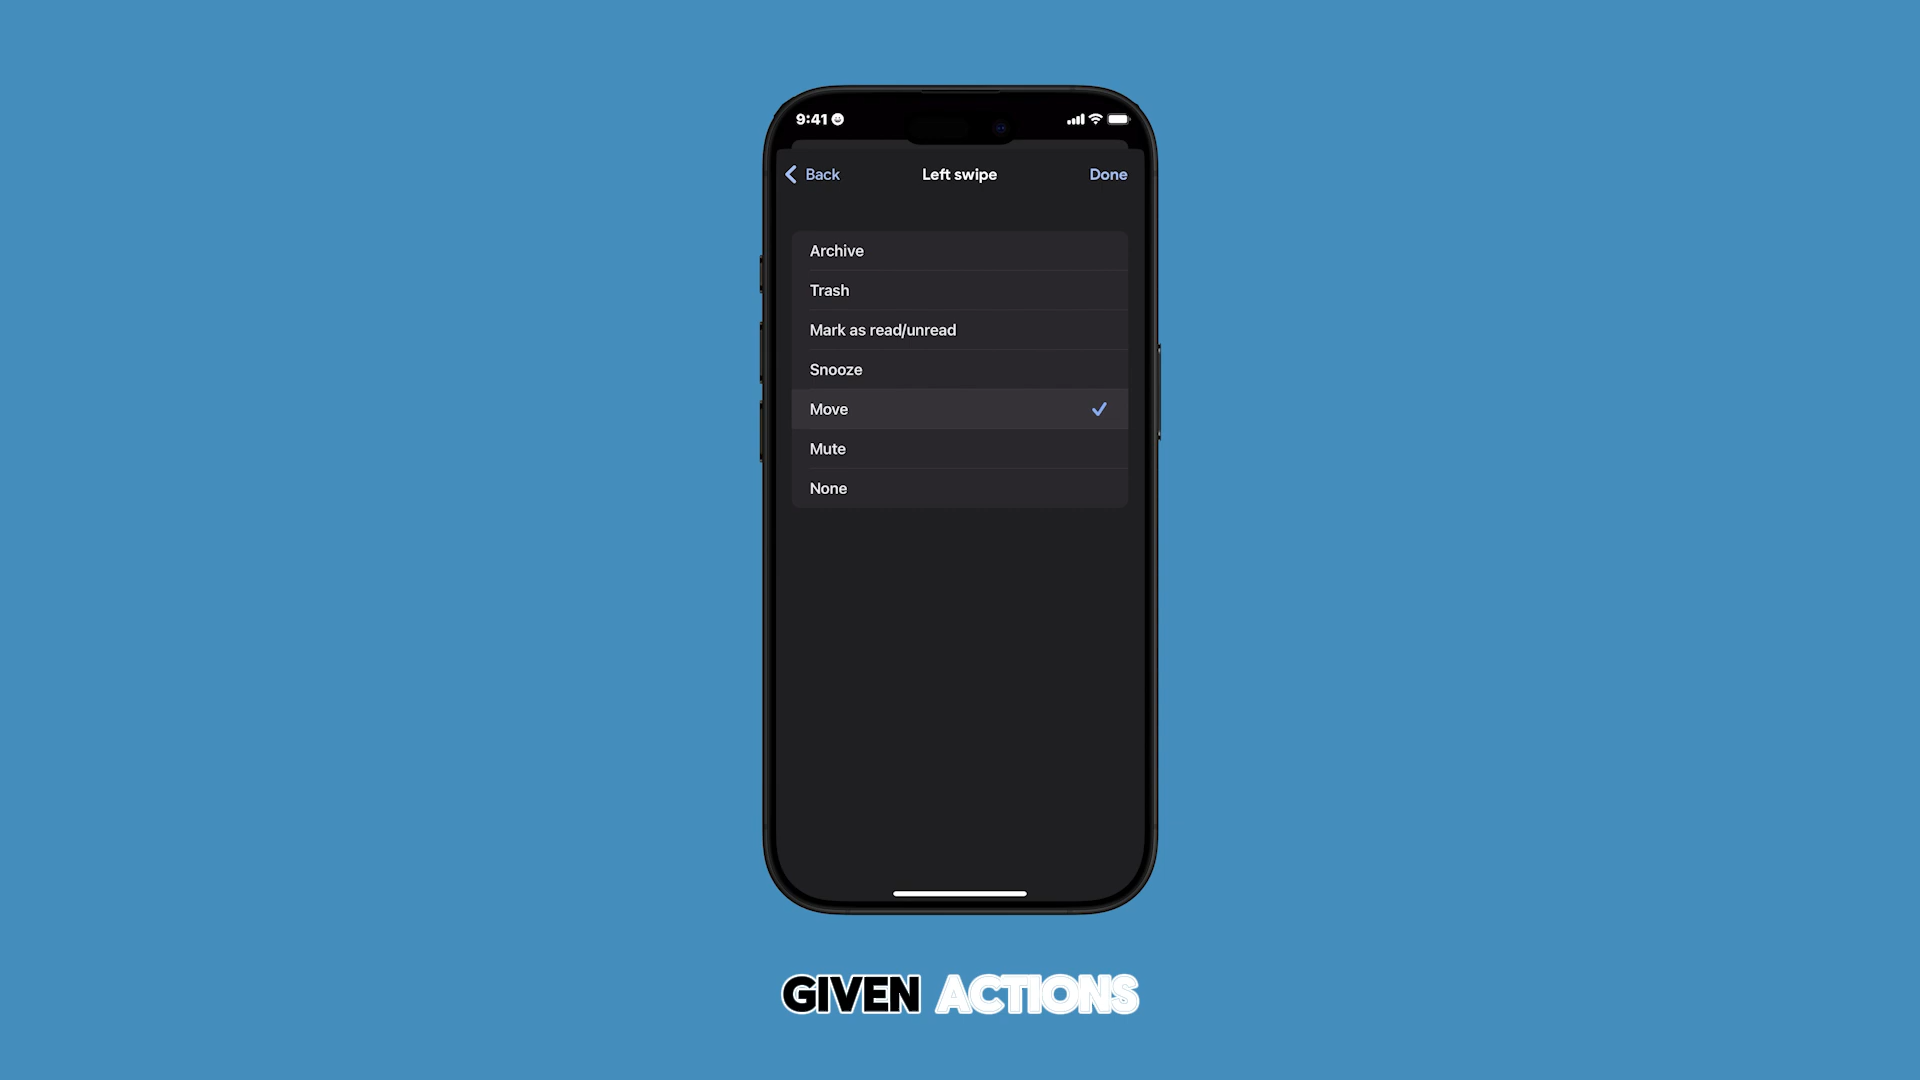 9:41
Back
Left swipe
Done
Archive
Trash
Mark as read/unread
Snooze
Move
Mute
None
GIVEN ACTIONS